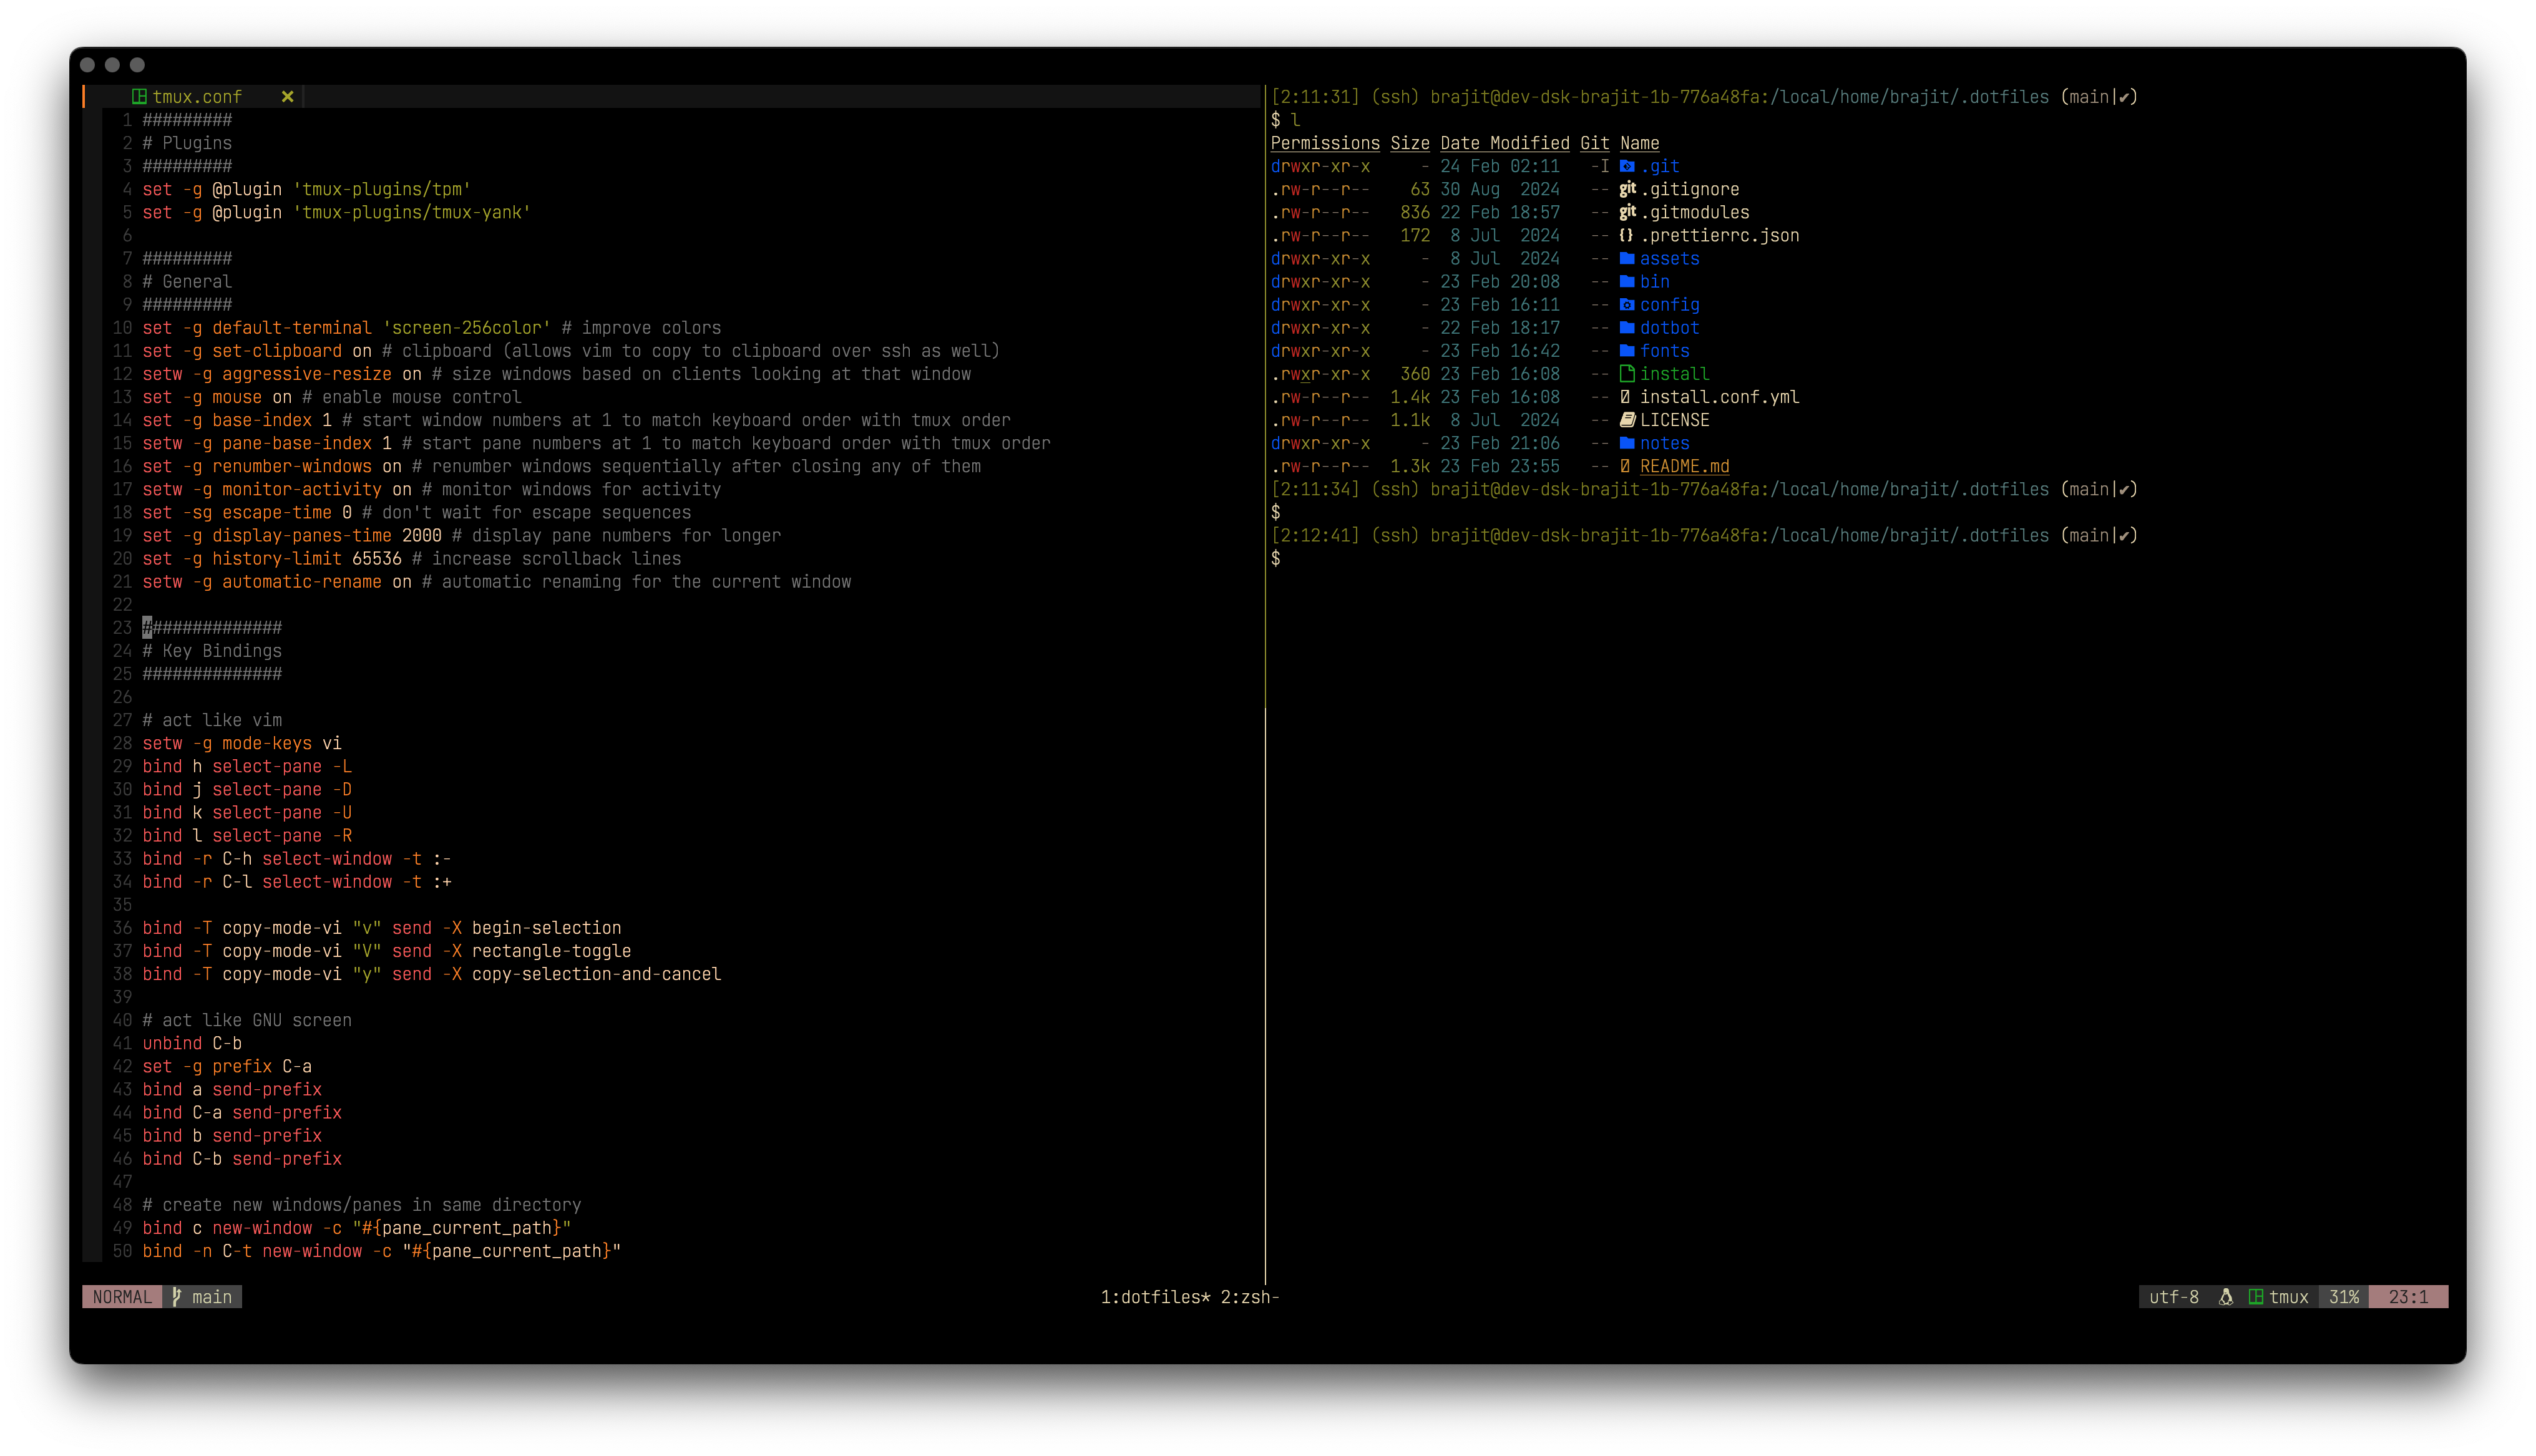 tmux.conf ×
1 #########
2 # Plugins
3 #########
4 set -g @plugin 'tmux-plugins/tpm'
5 set -g @plugin 'tmux-plugins/tmux-yank'
6
7 #########
8 # General
9 #########
10 set -g default-terminal 'screen-256color' # improve colors
11 set -g set-clipboard on # clipboard (allows vim to copy to clipboard over ssh as well)
12 setw -g aggressive-resize on # size windows based on clients looking at that window
13 set -g mouse on # enable mouse control
14 set -g base-index 1 # start window numbers at 1 to match keyboard order with tmux order
15 setw -g pane-base-index 1 # start pane numbers at 1 to match keyboard order with tmux order
16 set -g renumber-windows on # renumber windows sequentially after closing any of them
17 setw -g monitor-activity on # monitor windows for activity
18 set -sg escape-time 0 # don't wait for escape sequences
19 set -g display-panes-time 2000 # display pane numbers for longer
20 set -g history-limit 65536 # increase scrollback lines
21 setw -g automatic-rename on # automatic renaming for the current window
22
23 ##############
24 # Key Bindings
25 ##############
26
27 # act like vim
28 setw -g mode-keys vi
29 bind h select-pane -L
30 bind j select-pane -D
31 bind k select-pane -U
32 bind l select-pane -R
33 bind -r C-h select-window -t :-
34 bind -r C-l select-window -t :+
35
36 bind -T copy-mode-vi "v" send -X begin-selection
37 bind -T copy-mode-vi "V" send -X rectangle-toggle
38 bind -T copy-mode-vi "y" send -X copy-selection-and-cancel
39
40 # act like GNU screen
41 unbind C-b
42 set -g prefix C-a
43 bind a send-prefix
44 bind C-a send-prefix
45 bind b send-prefix
46 bind C-b send-prefix
47
48 # create new windows/panes in same directory
49 bind c new-window -c "#{pane_current_path}"
50 bind -n C-t new-window -c "#{pane_current_path}"
[2:11:31] (ssh) brajit@dev-dsk-brajit-1b-776a48fa:/local/home/brajit/.dotfiles (main|✔)
$ l
Permissions Size Date Modified Git Name
drwxr-xr-x - 24 Feb 02:11 -I .git
.rw-r--r-- 63 30 Aug 2024 -- git .gitignore
.rw-r--r-- 836 22 Feb 18:57 -- git .gitmodules
.rw-r--r-- 172 8 Jul 2024 -- {} .prettierrc.json
drwxr-xr-x - 8 Jul 2024 -- assets
drwxr-xr-x - 23 Feb 20:08 -- bin
drwxr-xr-x - 23 Feb 16:11 -- config
drwxr-xr-x - 22 Feb 18:17 -- dotbot
drwxr-xr-x - 23 Feb 16:42 -- fonts
.rwxr-xr-x 360 23 Feb 16:08 -- install
.rw-r--r-- 1.4k 23 Feb 16:08 -- install.conf.yml
.rw-r--r-- 1.1k 8 Jul 2024 -- LICENSE
drwxr-xr-x - 23 Feb 21:06 -- notes
.rw-r--r-- 1.3k 23 Feb 23:55 -- README.md
[2:11:34] (ssh) brajit@dev-dsk-brajit-1b-776a48fa:/local/home/brajit/.dotfiles (main|✔)
$
[2:12:41] (ssh) brajit@dev-dsk-brajit-1b-776a48fa:/local/home/brajit/.dotfiles (main|✔)
$
NORMAL main 1:dotfiles* 2:zsh- utf-8 tmux 31% 23:1